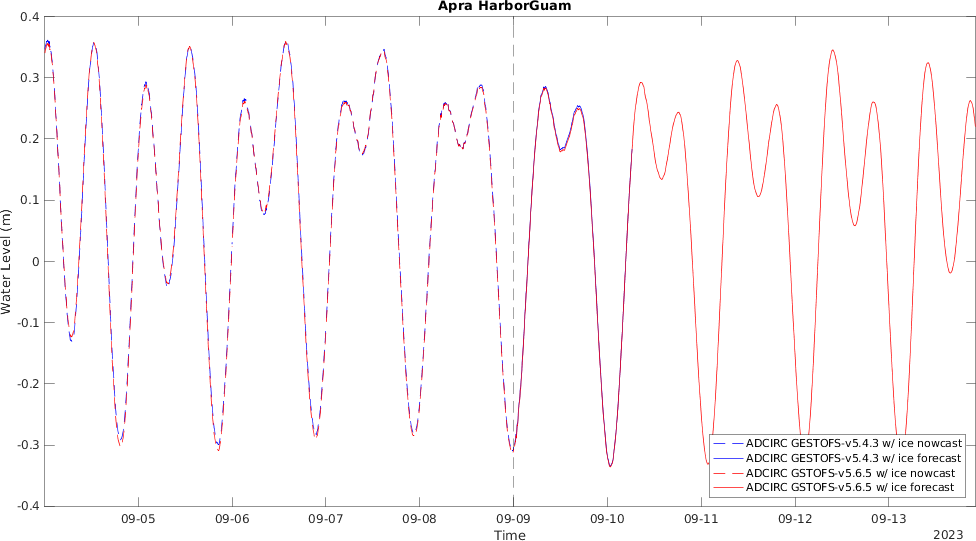 Apra HarborGuam
0.4
0.3
0.2
0.1
0
-0.1
-0.2
-0.3
-0.4
Water Level (m)
ADCIRC GESTOFS-v5.4.3 w/ ice nowcast
ADCIRC GESTOFS-v5.4.3 w/ ice forecast
ADCIRC GSTOFS-v5.6.5 w/ ice nowcast
ADCIRC GSTOFS-v5.6.5 w/ ice forecast
09-05 09-06 09-07 09-08 09-09 09-10 09-11 09-12 09-13
Time
2023